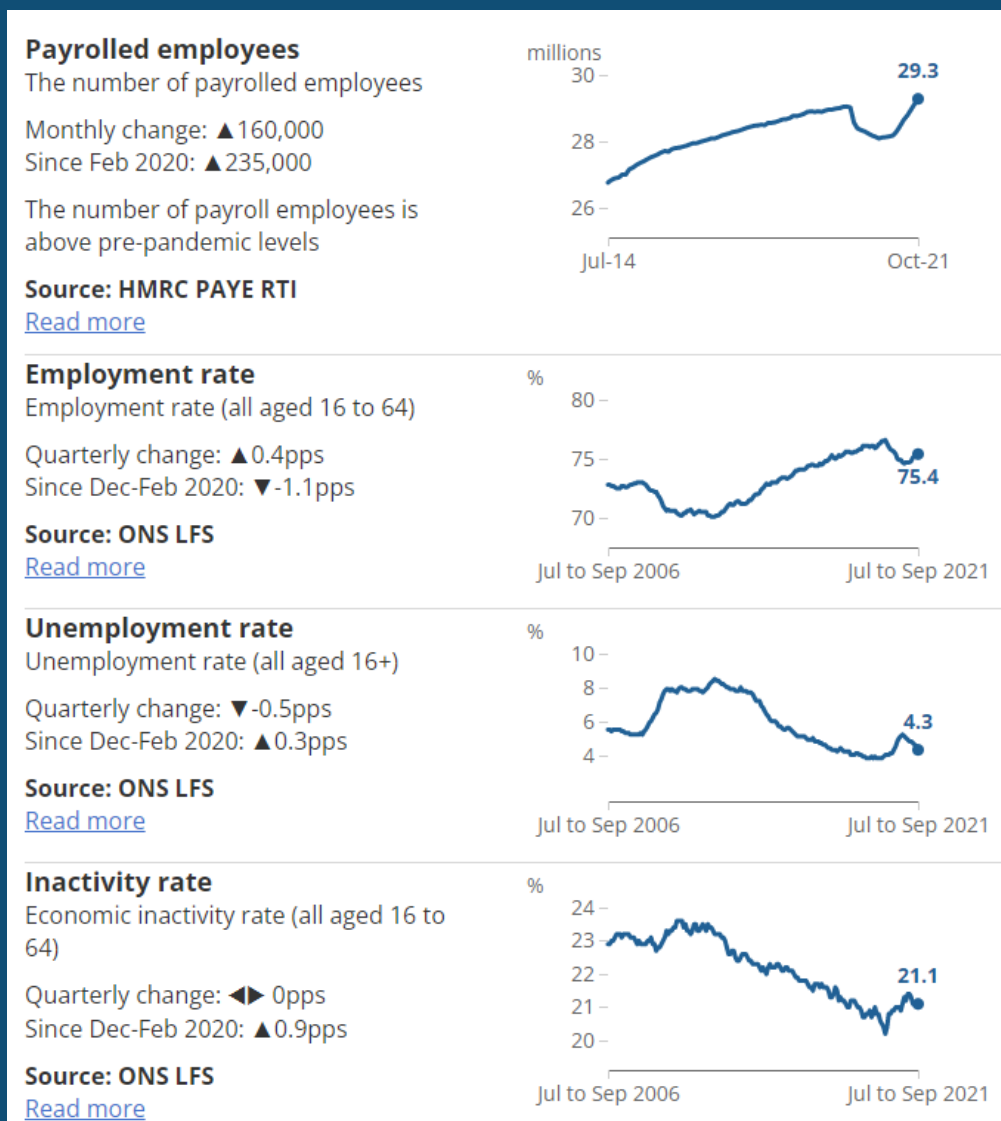 Payrolled employees
The number of payrolled employees
Monthly change: ▲160,000
Since Feb 2020: ▲235,000
The number of payroll employees is
above pre-pandemic levels
Source: HMRC PAYE RTI
Read more
millions
30
29.3
28
26
Jul-14
Oct-21
Employment rate
Employment rate (all aged 16 to 64)
Quarterly change: ▲0.4pps
Since Dec-Feb 2020: ▼-1.1pps
Source: ONS LFS
Read more
%
80
75
75.4
70
Jul to Sep 2006
Jul to Sep 2021
Unemployment rate
Unemployment rate (all aged 16+)
Quarterly change: ▼-0.5pps
Since Dec-Feb 2020: ▲0.3pps
Source: ONS LFS
Read more
%
10
8
6
4.3
4
Jul to Sep 2006
Jul to Sep 2021
Inactivity rate
Economic inactivity rate (all aged 16 to
64)
Quarterly change: ◀▶ 0pps
Since Dec-Feb 2020: ▲0.9pps
Source: ONS LFS
Read more
%
24
23
22
21.1
21
20
Jul to Sep 2006
Jul to Sep 2021